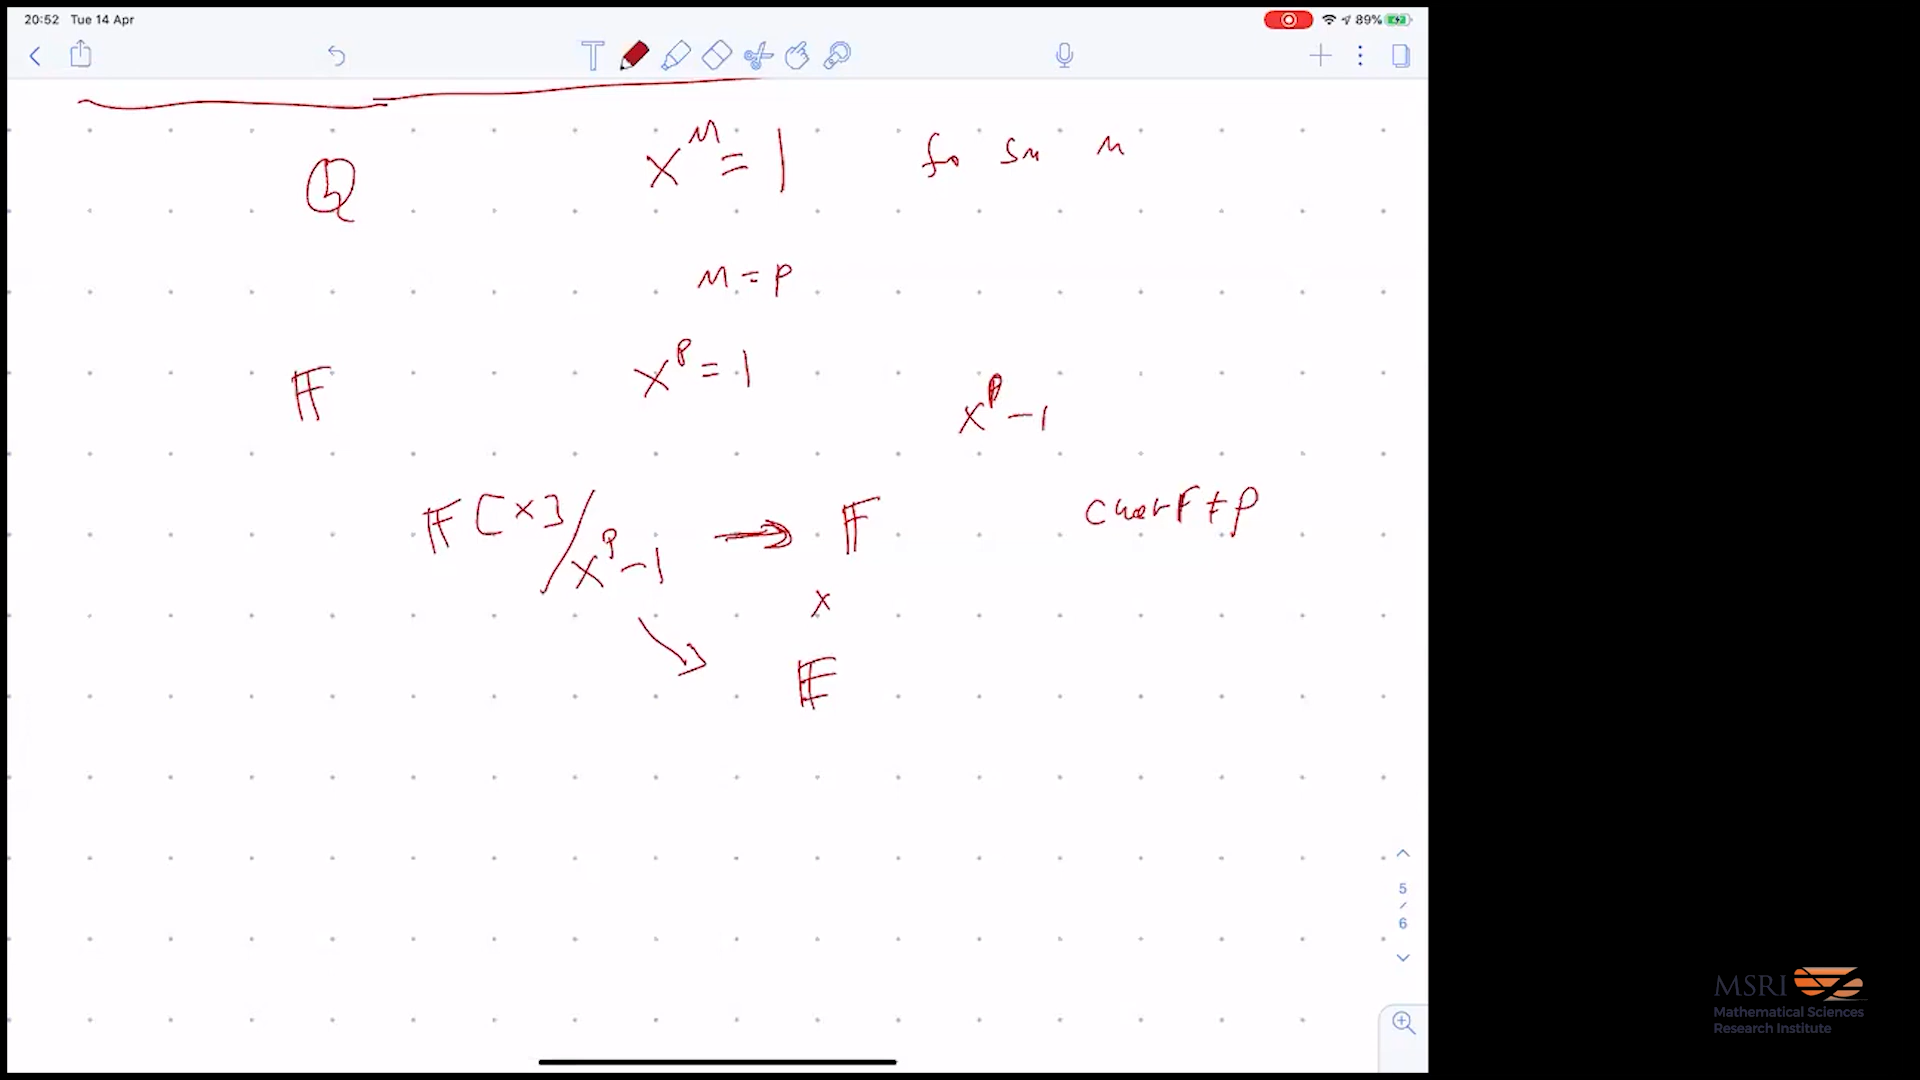 20:52 Tue 14 Apr 89%
T
ℚ x^n = 1 fo sm n
n = p
𝔽 x^p = 1
x^p - 1
𝔽[x]/x^p-1 → 𝔽 char F ≠ p
x
𝔼
5
/
6
MSRI
Mathematical Sciences
Research Institute